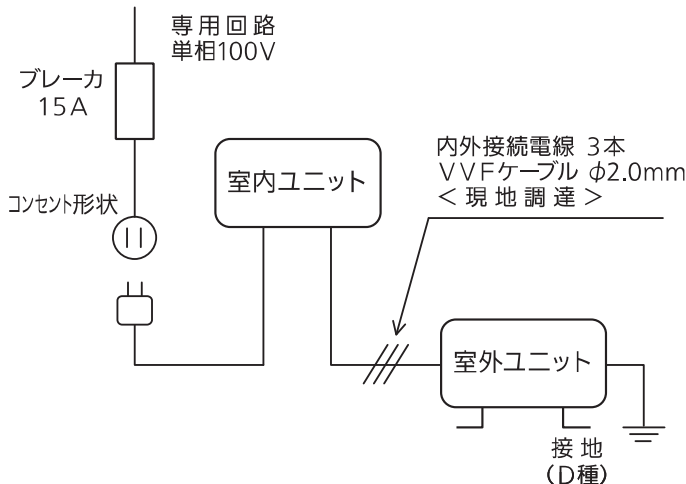 専用回路
単相100V
ブレーカ
15A
コンセント形状
室内ユニット
内外接続電線 3本
VVFケーブル φ2.0mm
<現地調達>
室外ユニット
接地
(D種)